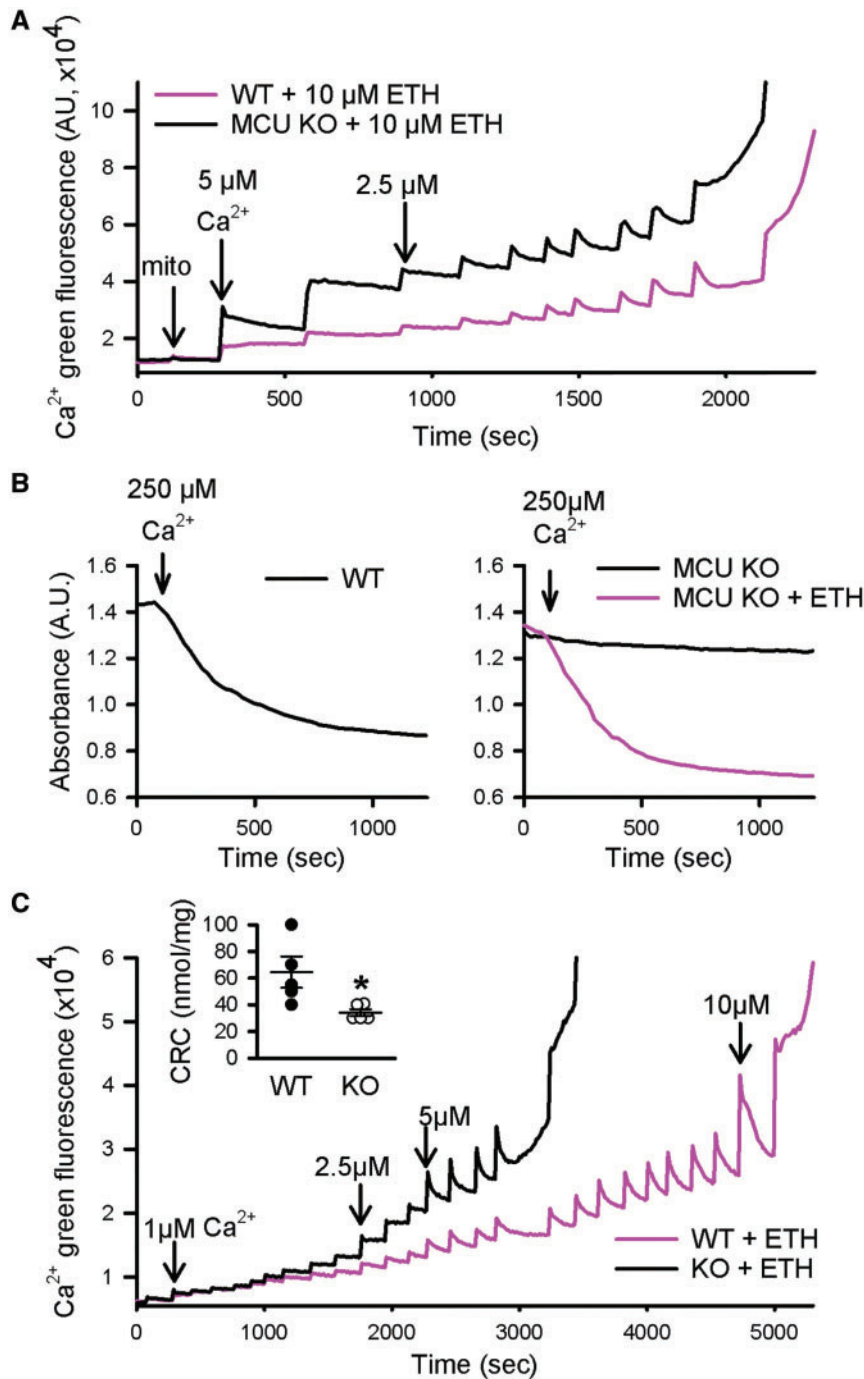 A
Ca²⁺ green fluorescence (AU, x10⁴)
WT + 10 µM ETH
MCU KO + 10 µM ETH
10
8
6
4
2
5 µM
Ca²⁺
2.5 µM
mito
0 500 1000 1500 2000
Time (sec)
B
250 µM
Ca²⁺
WT
Absorbance (A.U.)
1.6
1.4
1.2
1.0
0.8
0.6
0 500 1000
Time (sec)
250µM
Ca²⁺
MCU KO
MCU KO + ETH
1.6
1.4
1.2
1.0
0.8
0.6
0 500 1000
Time (sec)
C
Ca²⁺ green fluorescence (x10⁴)
6
5
4
3
2
1
CRC (nmol/mg)
100
80
60
40
20
0
*
WT KO
10µM
5µM
2.5µM
1µM Ca²⁺
WT + ETH
KO + ETH
0 1000 2000 3000 4000 5000
Time (sec)